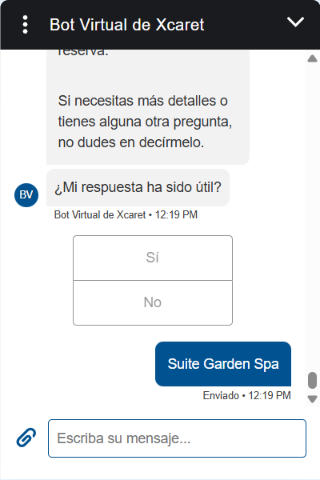 Bot Virtual de Xcaret
reserva.
Si necesitas más detalles o
tienes alguna otra pregunta,
no dudes en decírmelo.
¿Mi respuesta ha sido útil?
BV
Bot Virtual de Xcaret • 12:19 PM
Sí
No
Suite Garden Spa
Enviado • 12:19 PM
Escriba su mensaje...